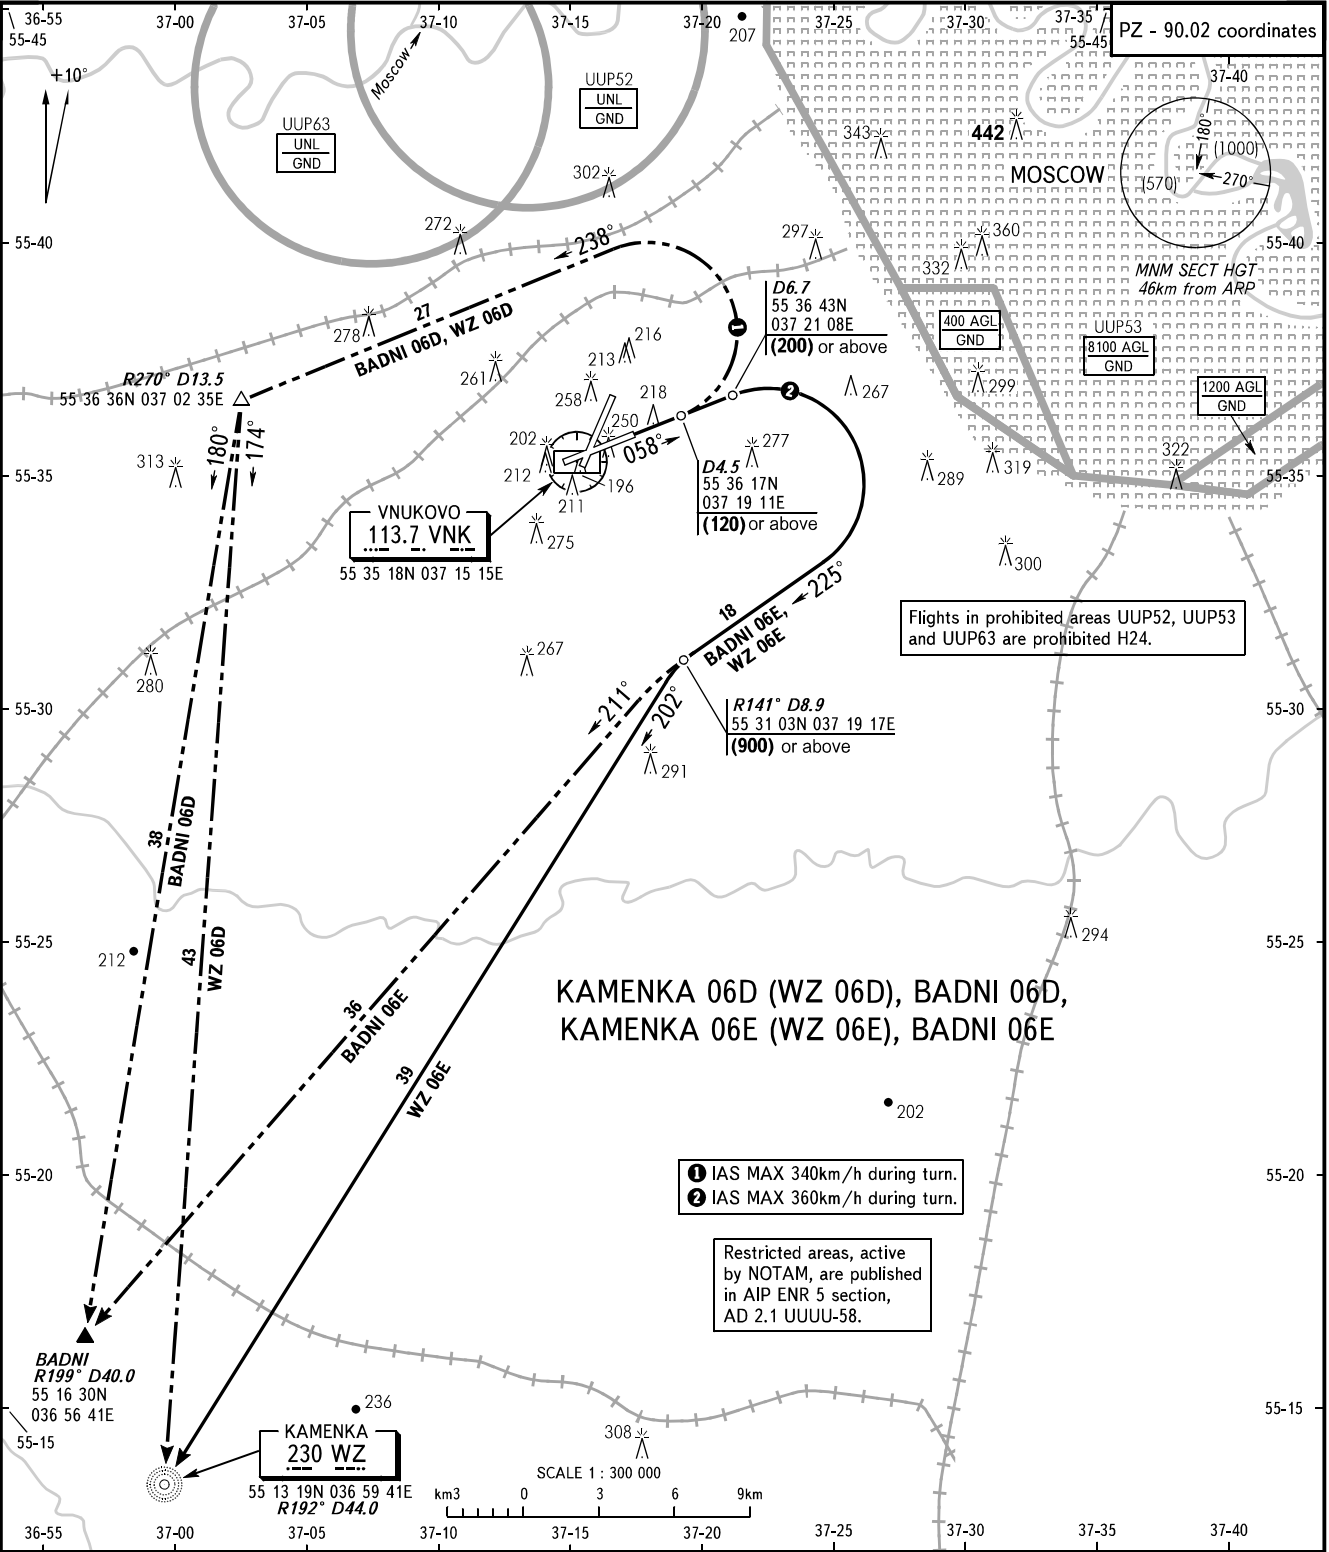 36-55
37-00
37-05
37-10
37-15
37-20
37-25
37-30
37-35
55-45
55-45
PZ - 90.02 coordinates
207
+10°
Moscow
UUP52
UNL
GND
37-40
UUP63
UNL
GND
343
442
180°
(1000)
MOSCOW
(570)
270°
302
272
238°
297
360
332
55-40
55-40
MNM SECT HGT
46km from ARP
D6.7
55 36 43N
037 21 08E
(200) or above
1
27
BADNI 06D, WZ 06D
278
400 AGL
GND
UUP53
8100 AGL
GND
216
213
261
R270° D13.5
55 36 36N 037 02 35E
258
218
2
267
299
1200 AGL
GND
250
202
058°
277
180°
174°
313
212
196
211
D4.5
55 36 17N
037 19 11E
(120) or above
289
319
322
55-35
55-35
VNUKOVO
113.7 VNK
55 35 18N 037 15 15E
275
300
225°
18
BADNI 06E,
WZ 06E
Flights in prohibited areas UUP52, UUP53
and UUP63 are prohibited H24.
267
280
211°
202°
R141° D8.9
55 31 03N 037 19 17E
(900) or above
55-30
55-30
291
38
BADNI 06D
43
WZ 06D
294
55-25
55-25
212
KAMENKA 06D (WZ 06D), BADNI 06D,
KAMENKA 06E (WZ 06E), BADNI 06E
36
BADNI 06E
39
WZ 06E
202
55-20
55-20
1 IAS MAX 340km/h during turn.
2 IAS MAX 360km/h during turn.
Restricted areas, active
by NOTAM, are published
in AIP ENR 5 section,
AD 2.1 UUUU-58.
BADNI
R199° D40.0
55 16 30N
036 56 41E
236
55-15
55-15
KAMENKA
230 WZ
55 13 19N 036 59 41E
R192° D44.0
308
SCALE 1 : 300 000
km3 0 3 6 9km
36-55
37-00
37-05
37-10
37-15
37-20
37-25
37-30
37-35
37-40